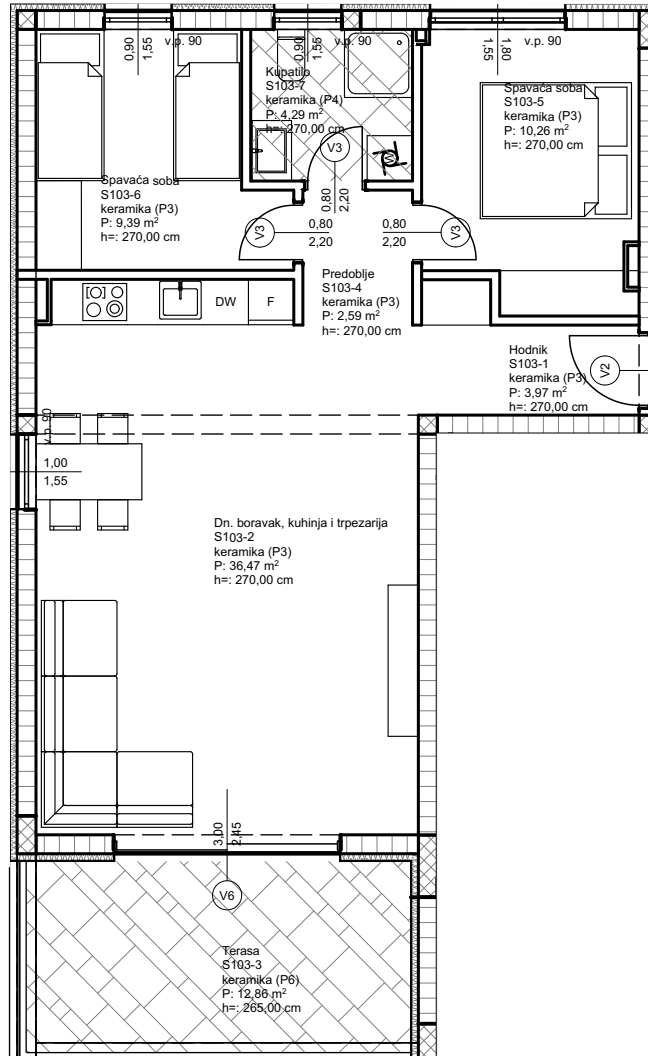 0,90
1,55
v.p. 90
0,90
1,55
v.p. 90
1,80
1,55
v.p. 90
Kupatilo
S103-7
keramika (P4)
P: 4,29 m²
h=: 270,00 cm
Spavaća soba
S103-5
keramika (P3)
P: 10,26 m²
h=: 270,00 cm
V3
W
0,80
2,20
Spavaća soba
S103-6
keramika (P3)
P: 9,39 m²
h=: 270,00 cm
V3
0,80
2,20
0,80
2,20
V3
Predoblje
S103-4
keramika (P3)
P: 2,59 m²
h=: 270,00 cm
DW
F
Hodnik
S103-1
keramika (P3)
P: 3,97 m²
h=: 270,00 cm
V2
v.p. 90
1,00
1,55
Dn. boravak, kuhinja i trpezarija
S103-2
keramika (P3)
P: 36,47 m²
h=: 270,00 cm
3,00
2,45
V6
Terasa
S103-3
keramika (P6)
P: 12,86 m²
h=: 265,00 cm